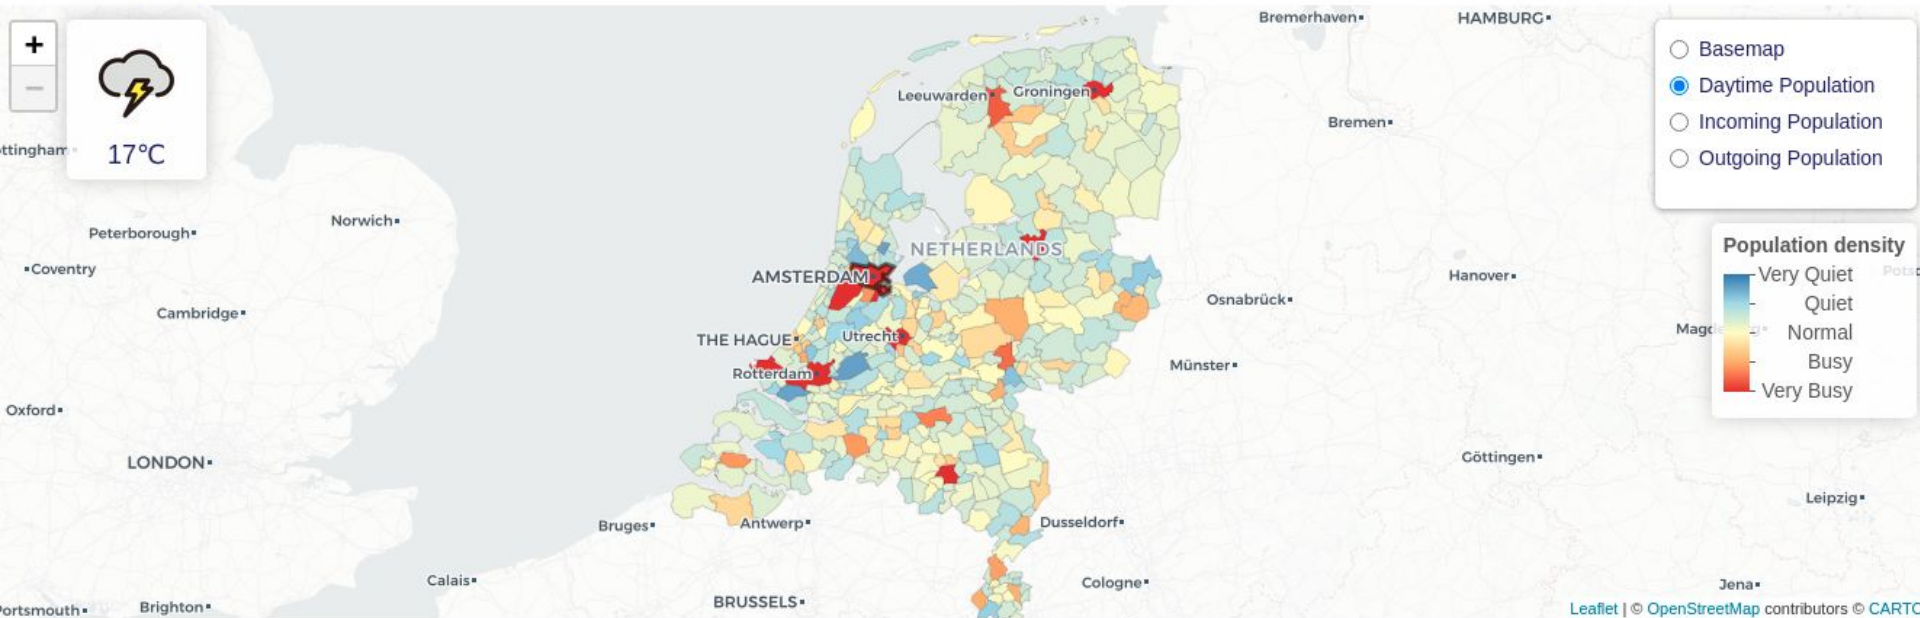 +
−
17°C
Basemap
Daytime Population
Incoming Population
Outgoing Population
Population density
Very Quiet
Quiet
Normal
Busy
Very Busy
Bremerhaven
HAMBURG
Leeuwarden
Groningen
Bremen
ttingham
Norwich
Peterborough
Coventry
NETHERLANDS
AMSTERDAM
Hanover
Osnabrück
Cambridge
THE HAGUE
Utrecht
Rotterdam
Münster
Oxford
LONDON
Göttingen
Leipzig
Bruges
Antwerp
Dusseldorf
Calais
Cologne
Jena
BRUSSELS
ortsmouth
Brighton
Leaflet | © OpenStreetMap contributors © CARTO